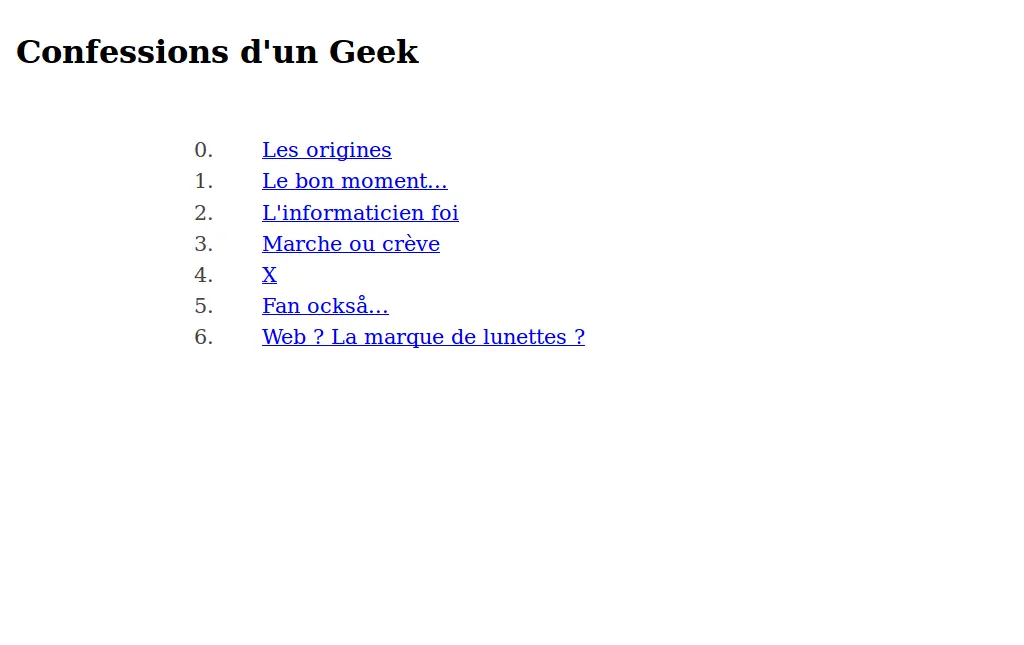 Confessions d'un Geek
0. Les origines
1. Le bon moment...
2. L'informaticien foi
3. Marche ou crève
4. X
5. Fan också...
6. Web ? La marque de lunettes ?